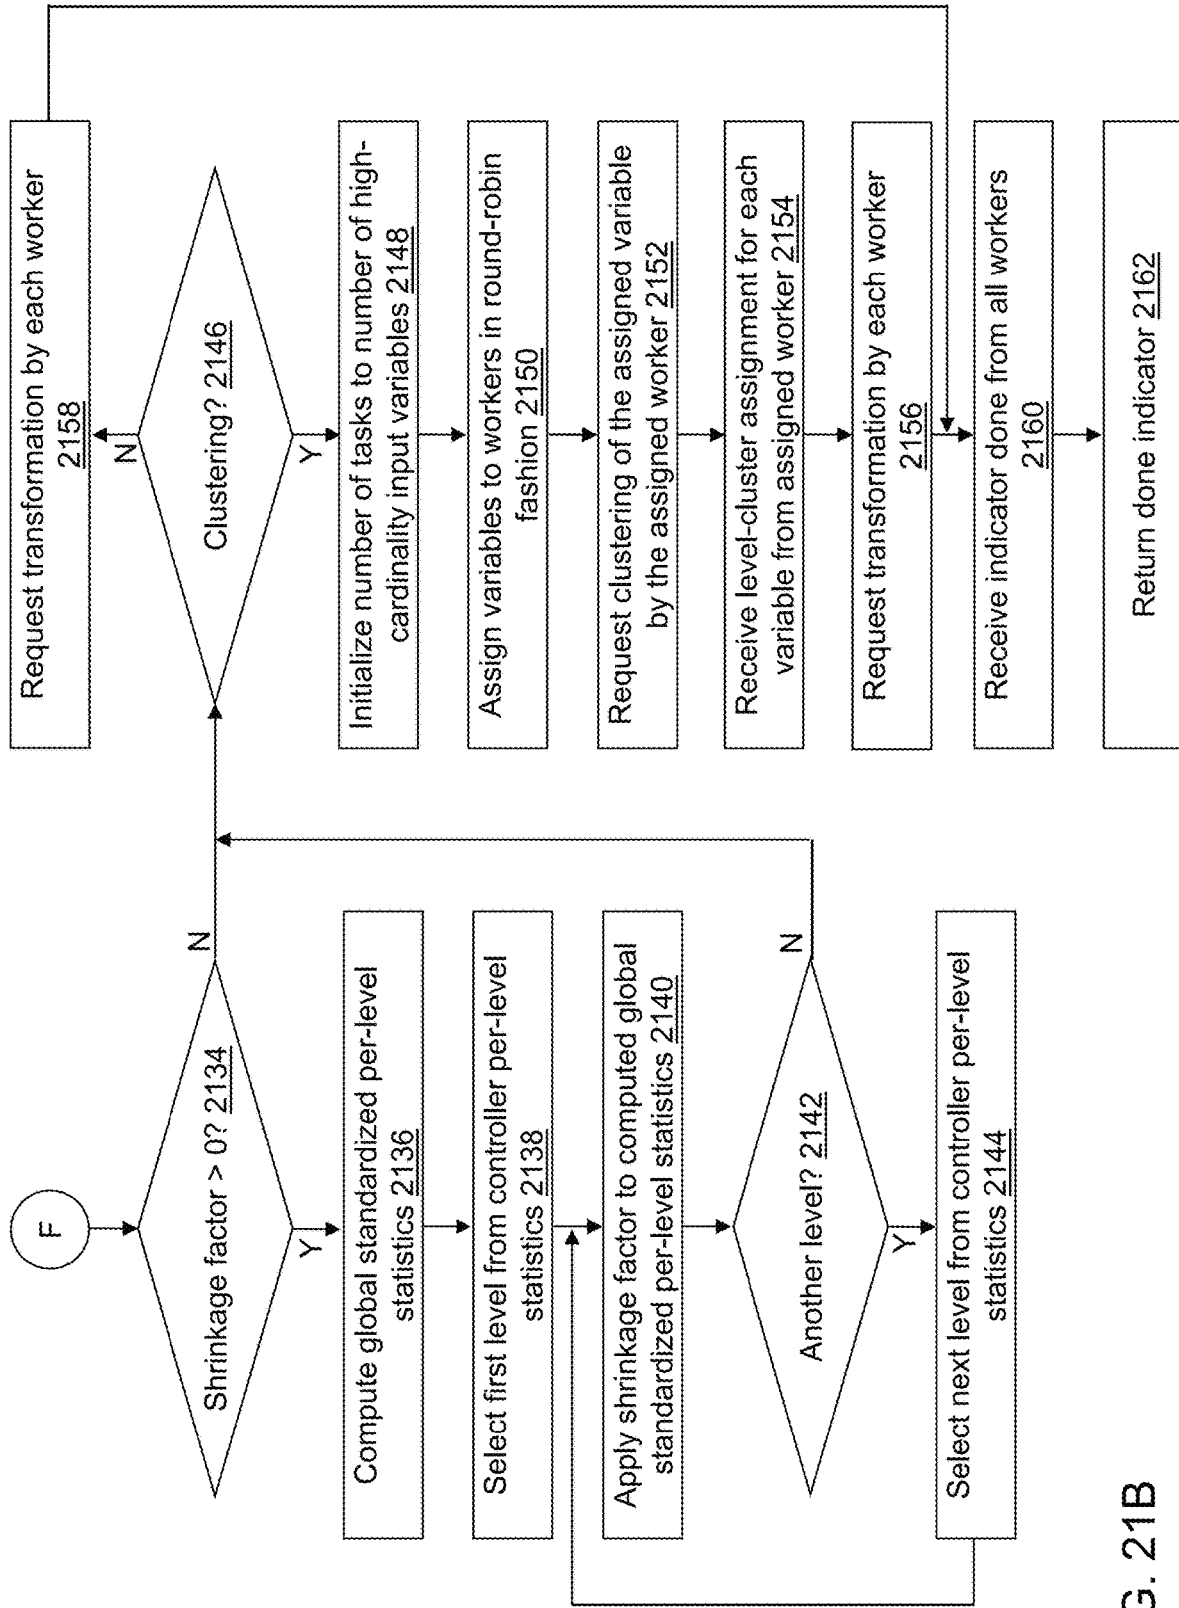 F
Shrinkage factor > 0? 2134
N
Y
Compute global standardized per-level
statistics 2136
Select first level from controller per-level
statistics 2138
Apply shrinkage factor to computed global
standardized per-level statistics 2140
Another level? 2142
N
Y
Select next level from controller per-level
statistics 2144
Request transformation by each worker
2158
N
Clustering? 2146
Y
Initialize number of tasks to number of high-
cardinality input variables 2148
Assign variables to workers in round-robin
fashion 2150
Request clustering of the assigned variable
by the assigned worker 2152
Receive level-cluster assignment for each
variable from assigned worker 2154
Request transformation by each worker
2156
Receive indicator done from all workers
2160
Return done indicator 2162
G. 21B